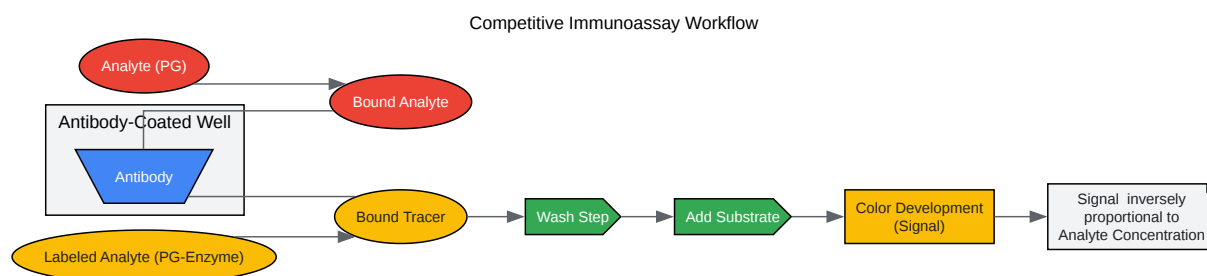 Competitive Immunoassay Workflow
Analyte (PG)
Bound Analyte
Antibody-Coated Well
Antibody
Bound Tracer
Labeled Analyte (PG-Enzyme)
Wash Step
Add Substrate
Color Development
(Signal)
Signal inversely
proportional to
Analyte Concentration